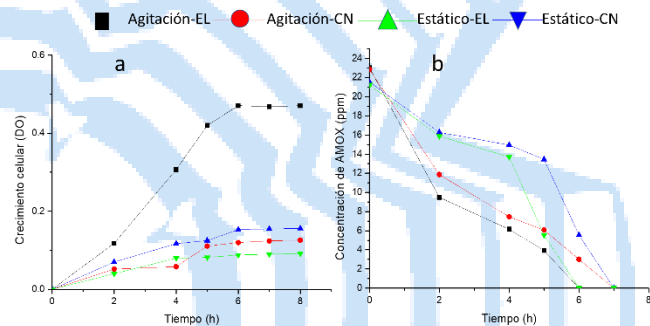 Agitación-EL Agitación-CN Estático-EL Estático-CN
a
b
0.6
0.4
0.2
0.0
Crecimiento celular (DO)
0 2 4 6 8
Tiempo (h)
24
22
20
18
16
14
12
10
8
6
4
2
0
Concentración de AMOX (ppm)
0 1 2 3 4 5 6 7 8
Tiempo (h)